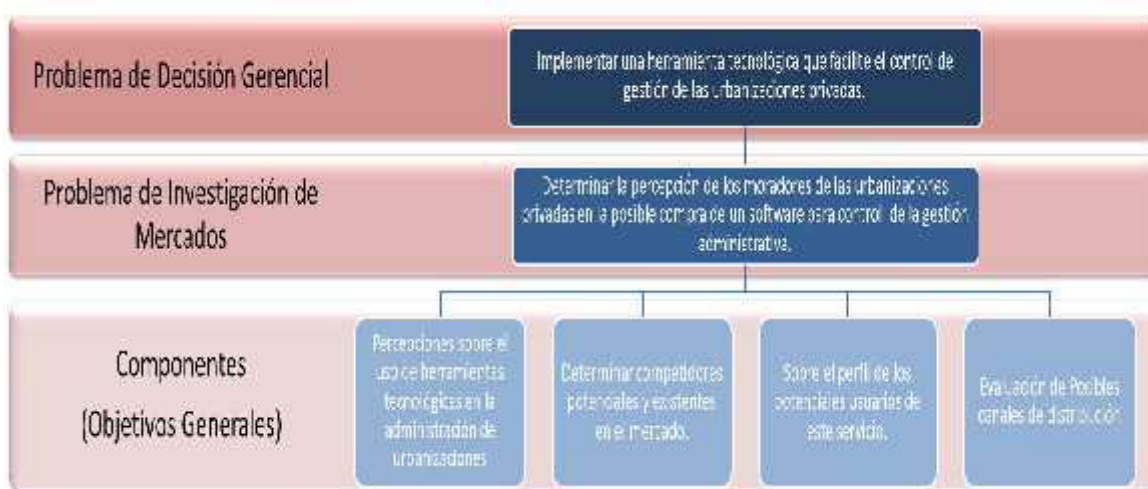 Problema de Decisión Gerencial
Implementar una herramienta tecnológica que facilite el control de
gestión de las urbanizaciones privadas.
Problema de Investigación de
Mercados
Determinar la percepción de los moradores de las urbanizaciones
privadas en la posible compra de un software para control de la gestión
administrativa.
Componentes
(Objetivos Generales)
Percepciones sobre el
uso de herramientas
tecnológicas en la
administración de
urbanizaciones
Determinar competidores
potenciales y existentes
en el mercado.
Sobre el perfil de los
potenciales usuarias de
este servicio.
Evaluación de Posibles
canales de distribución